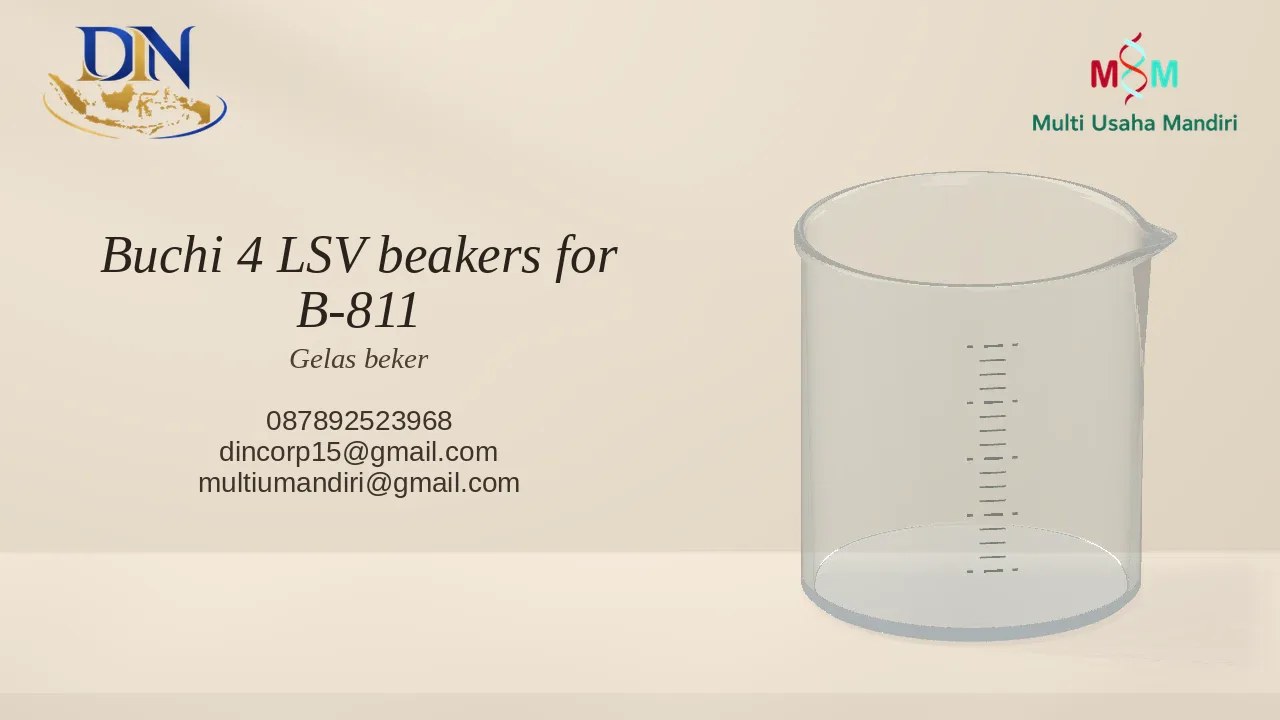 DIN
MSM
Multi Usaha Mandiri
Buchi 4 LSV beakers for
B-811
Gelas beker
087892523968
dincorp15@gmail.com
multiumandiri@gmail.com